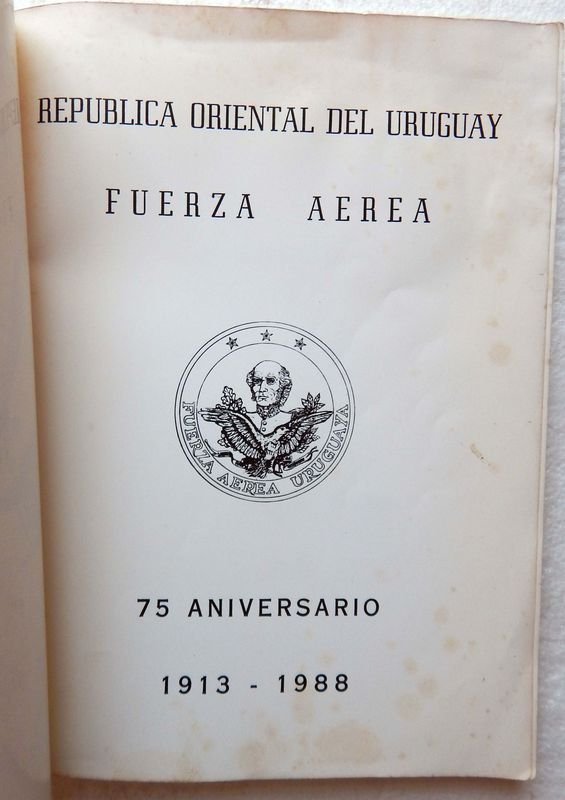 REPUBLICA ORIENTAL DEL URUGUAY
FUERZA AEREA
FUERZA AEREA URUGUAYA
75 ANIVERSARIO
1913 - 1988